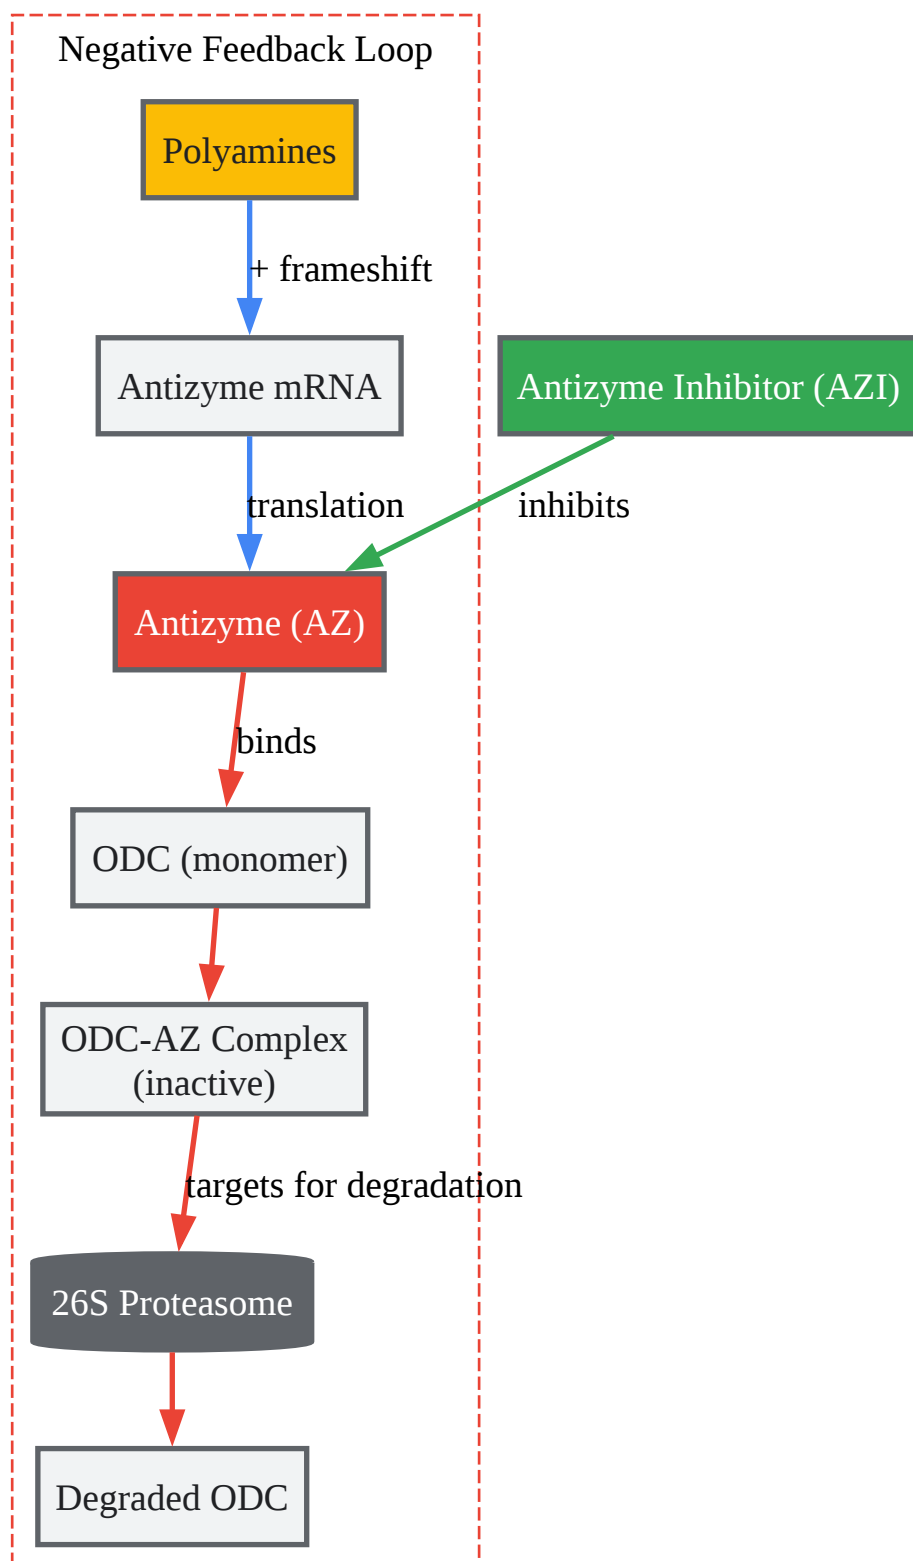 Negative Feedback Loop
Polyamines
+ frameshift
Antizyme mRNA
Antizyme Inhibitor (AZI)
translation
inhibits
Antizyme (AZ)
binds
ODC (monomer)
ODC-AZ Complex
(inactive)
targets for degradation
26S Proteasome
Degraded ODC